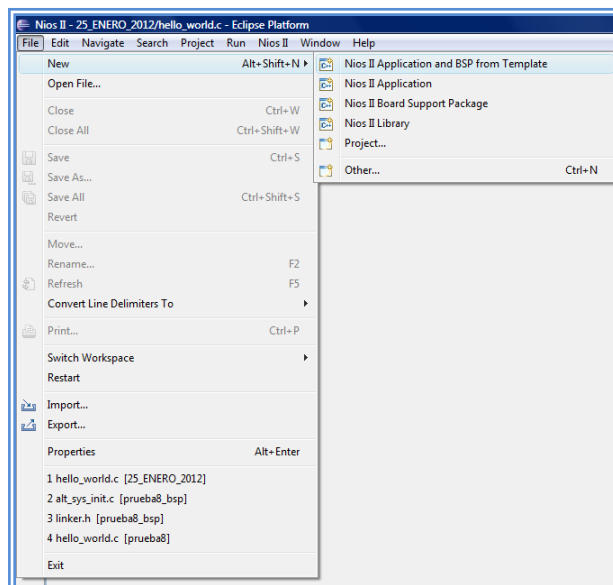 Nios II - 25_ENERO_2012/hello_world.c - Eclipse Platform
File Edit Navigate Search Project Run Nios II Window Help
New Alt+Shift+N
Open File...
Close Ctrl+W
Close All Ctrl+Shift+W
Save Ctrl+S
Save As...
Save All Ctrl+Shift+S
Revert
Move...
Rename... F2
Refresh F5
Convert Line Delimiters To
Print... Ctrl+P
Switch Workspace
Restart
Import...
Export...
Properties Alt+Enter
1 hello_world.c [25_ENERO_2012]
2 alt_sys_init.c [prueba8_bsp]
3 linker.h [prueba8_bsp]
4 hello_world.c [prueba8]
Exit
Nios II Application and BSP from Template
Nios II Application
Nios II Board Support Package
Nios II Library
Project...
Other... Ctrl+N